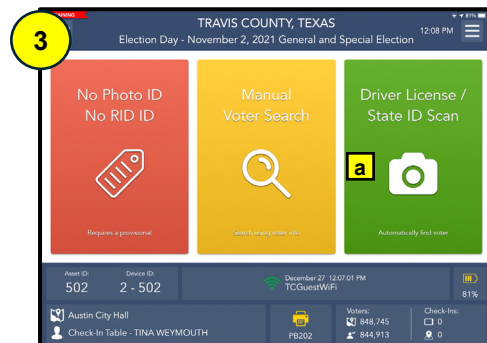 3
TRAINING
TRAVIS COUNTY, TEXAS
Election Day - November 2, 2021 General and Special Election
12:08 PM
81%
No Photo ID
No RID ID
Requires a provisional
Manual
Voter Search
Driver License /
State ID Scan
a
Automatically find voter
Asset ID:
502
Device ID:
2 - 502
December 27 12:07:01 PM
TCGuestWiFi
81%
Austin City Hall
Check-In Table - TINA WEYMOUTH
PB202
Voters:
848,745
844,913
Check-Ins:
0
0